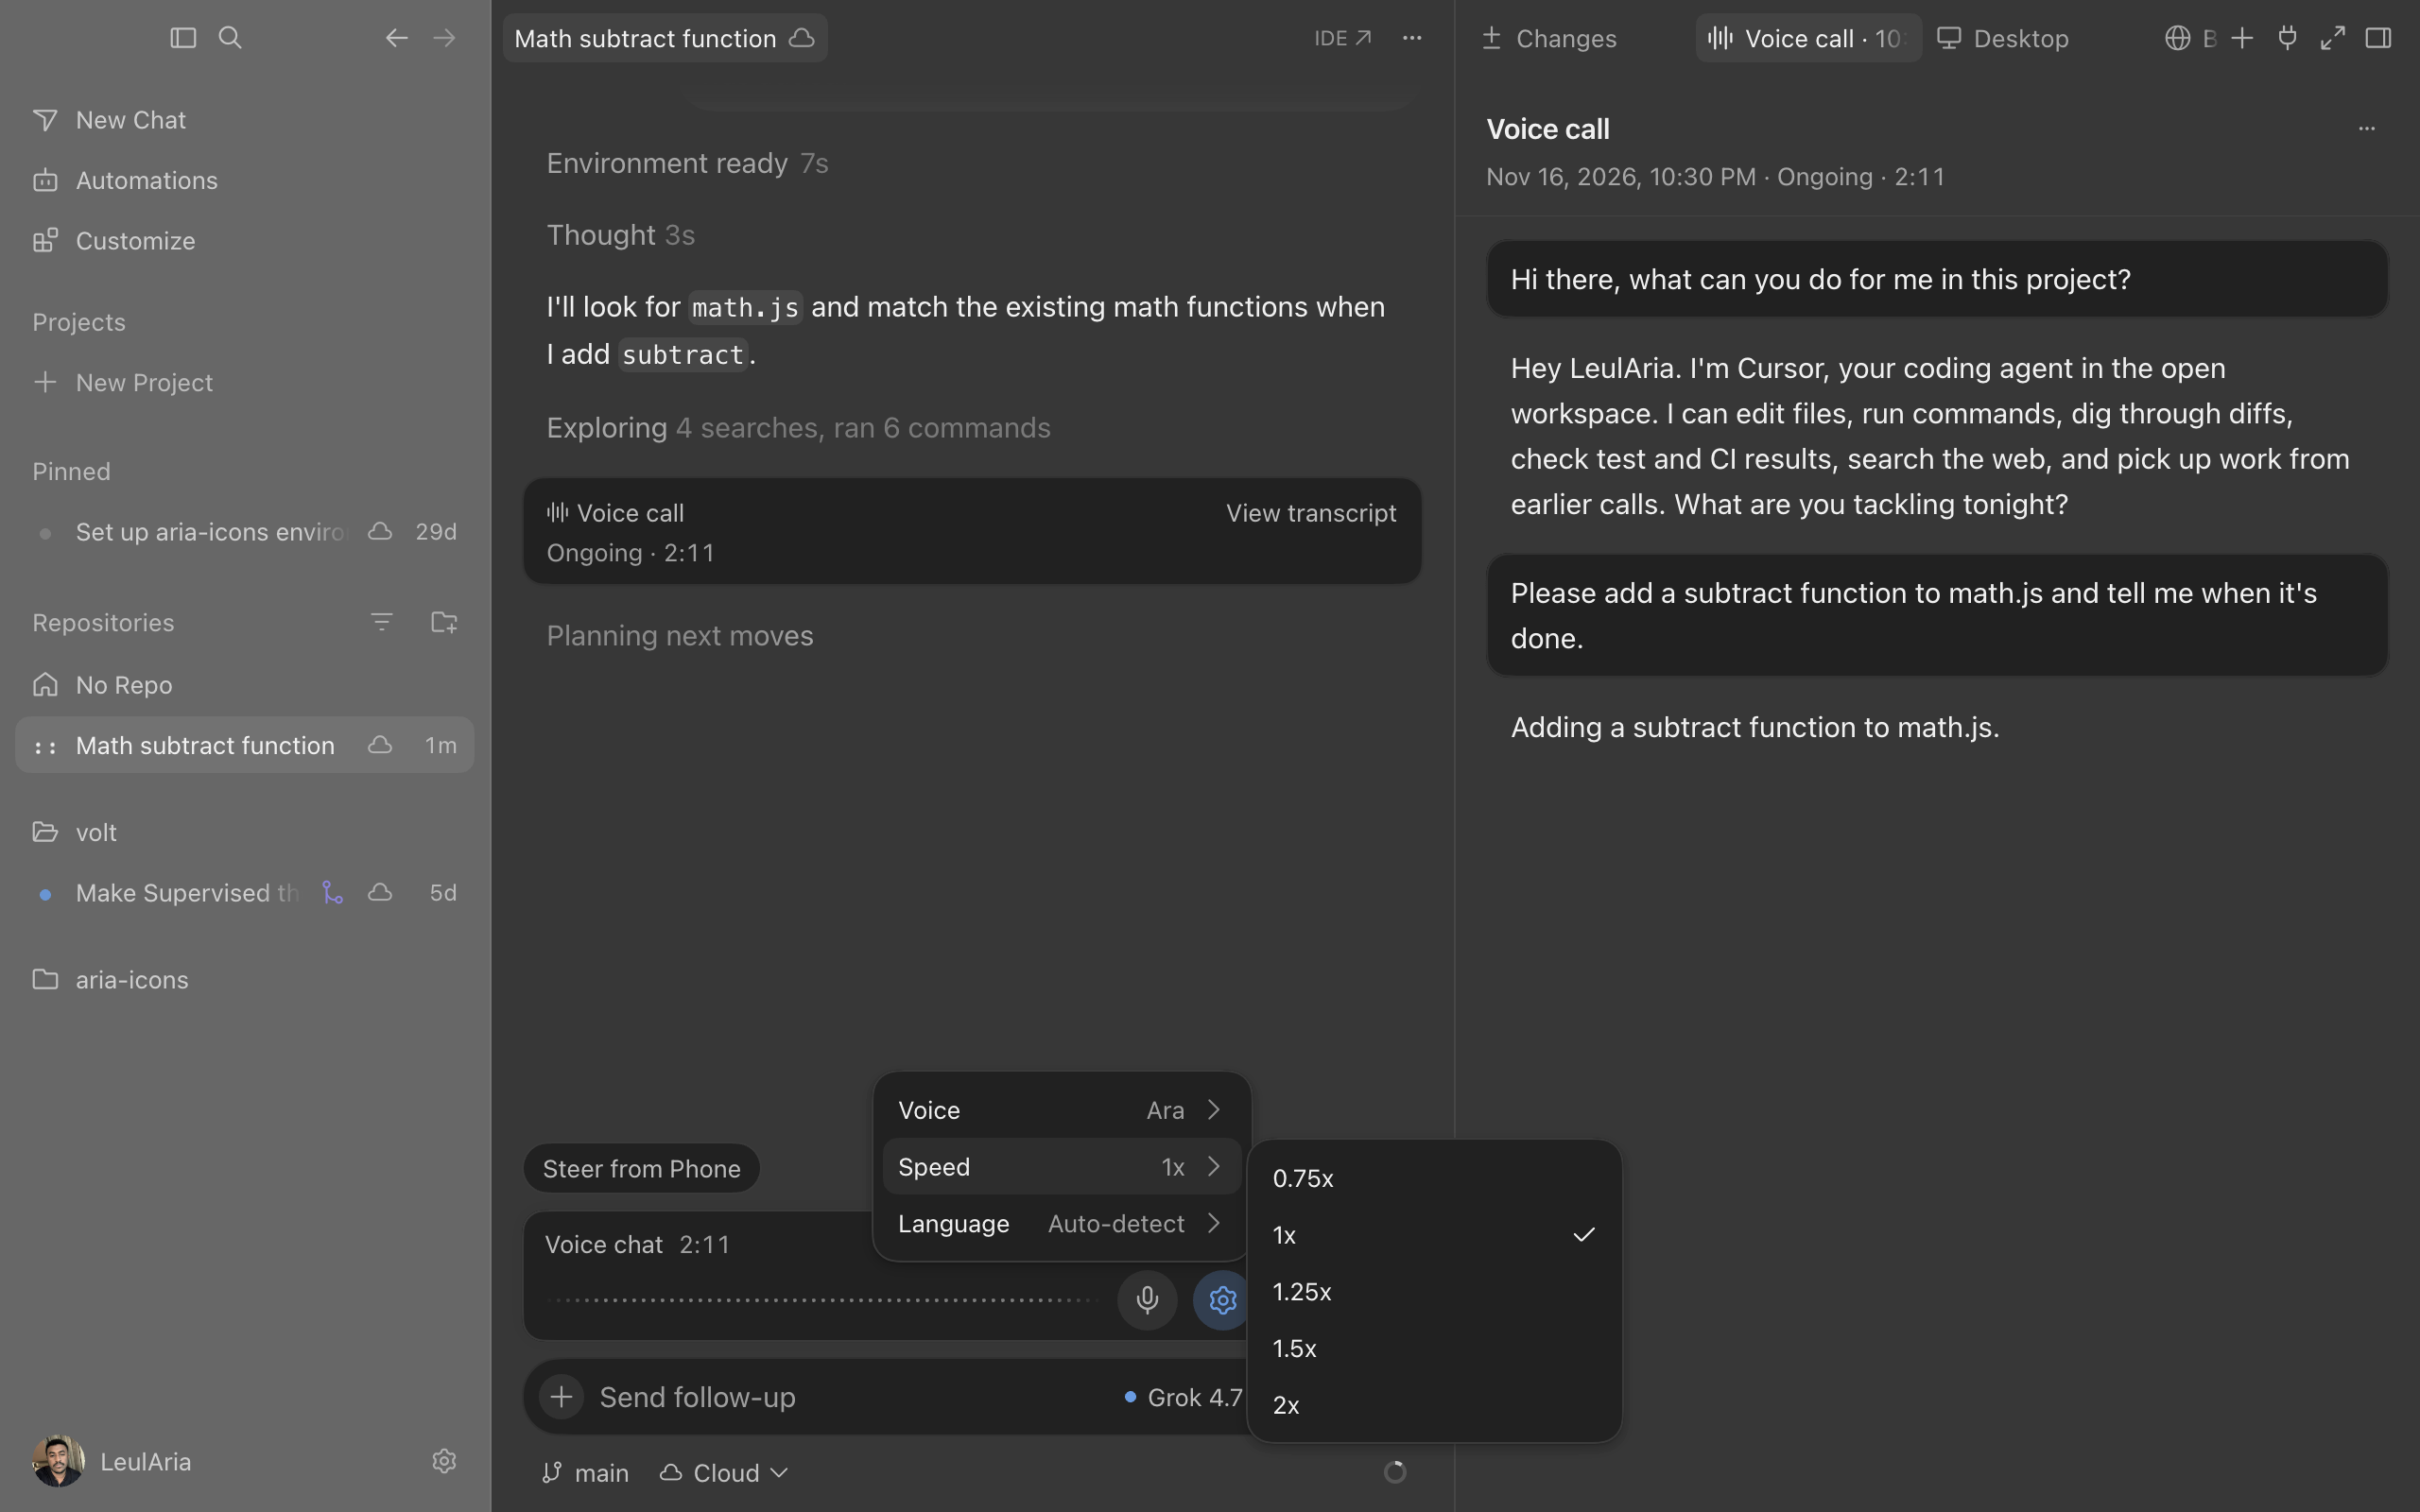 New Chat
Automations
Customize
Projects
New Project
Pinned
Set up aria-icons enviro
29d
Repositories
No Repo
Math subtract function
1m
volt
Make Supervised th
5d
aria-icons
LeulAria
Math subtract function
IDE
Environment ready 7s
Thought 3s
I'll look for math.js and match the existing math functions when
I add subtract.
Exploring 4 searches, ran 6 commands
Voice call
View transcript
Ongoing · 2:11
Planning next moves
Steer from Phone
Voice chat 2:11
Voice Ara
Speed 1x
Language Auto-detect
0.75x
1x
1.25x
1.5x
2x
Send follow-up
Grok 4.7
main
Cloud
Changes
Voice call · 10:
Desktop
B
Voice call
Nov 16, 2026, 10:30 PM · Ongoing · 2:11
Hi there, what can you do for me in this project?
Hey LeulAria. I'm Cursor, your coding agent in the open
workspace. I can edit files, run commands, dig through diffs,
check test and CI results, search the web, and pick up work from
earlier calls. What are you tackling tonight?
Please add a subtract function to math.js and tell me when it's
done.
Adding a subtract function to math.js.